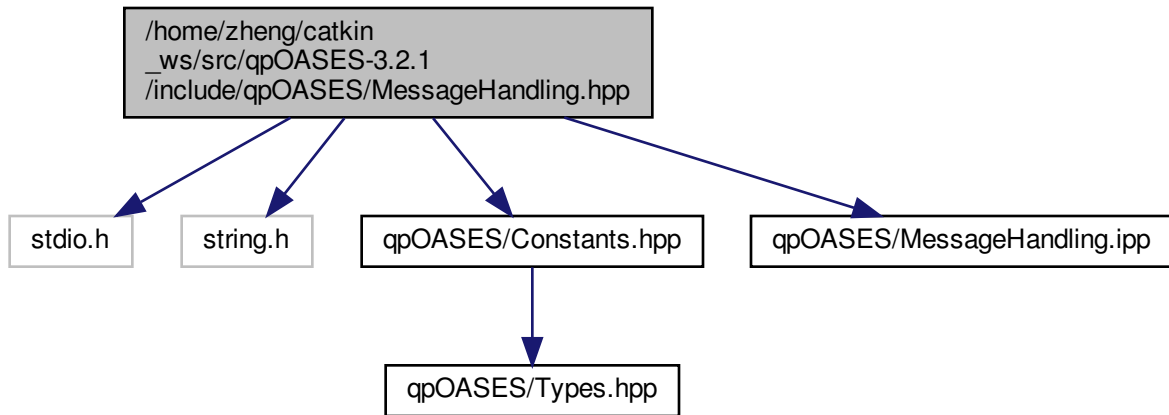 /home/zheng/catkin
_ws/src/qpOASES-3.2.1
/include/qpOASES/MessageHandling.hpp
stdio.h
string.h
qpOASES/Constants.hpp
qpOASES/MessageHandling.ipp
qpOASES/Types.hpp